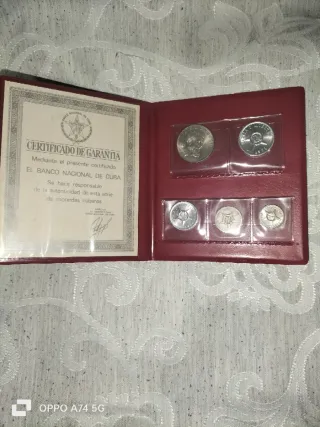 CERTIFICADO DE GARANTIA
Mediante el presente certificado
EL BANCO NACIONAL DE CUBA
Se hace responsable
de la autenticidad de esta serie
de monedas cubanas
OPPO A74 5G